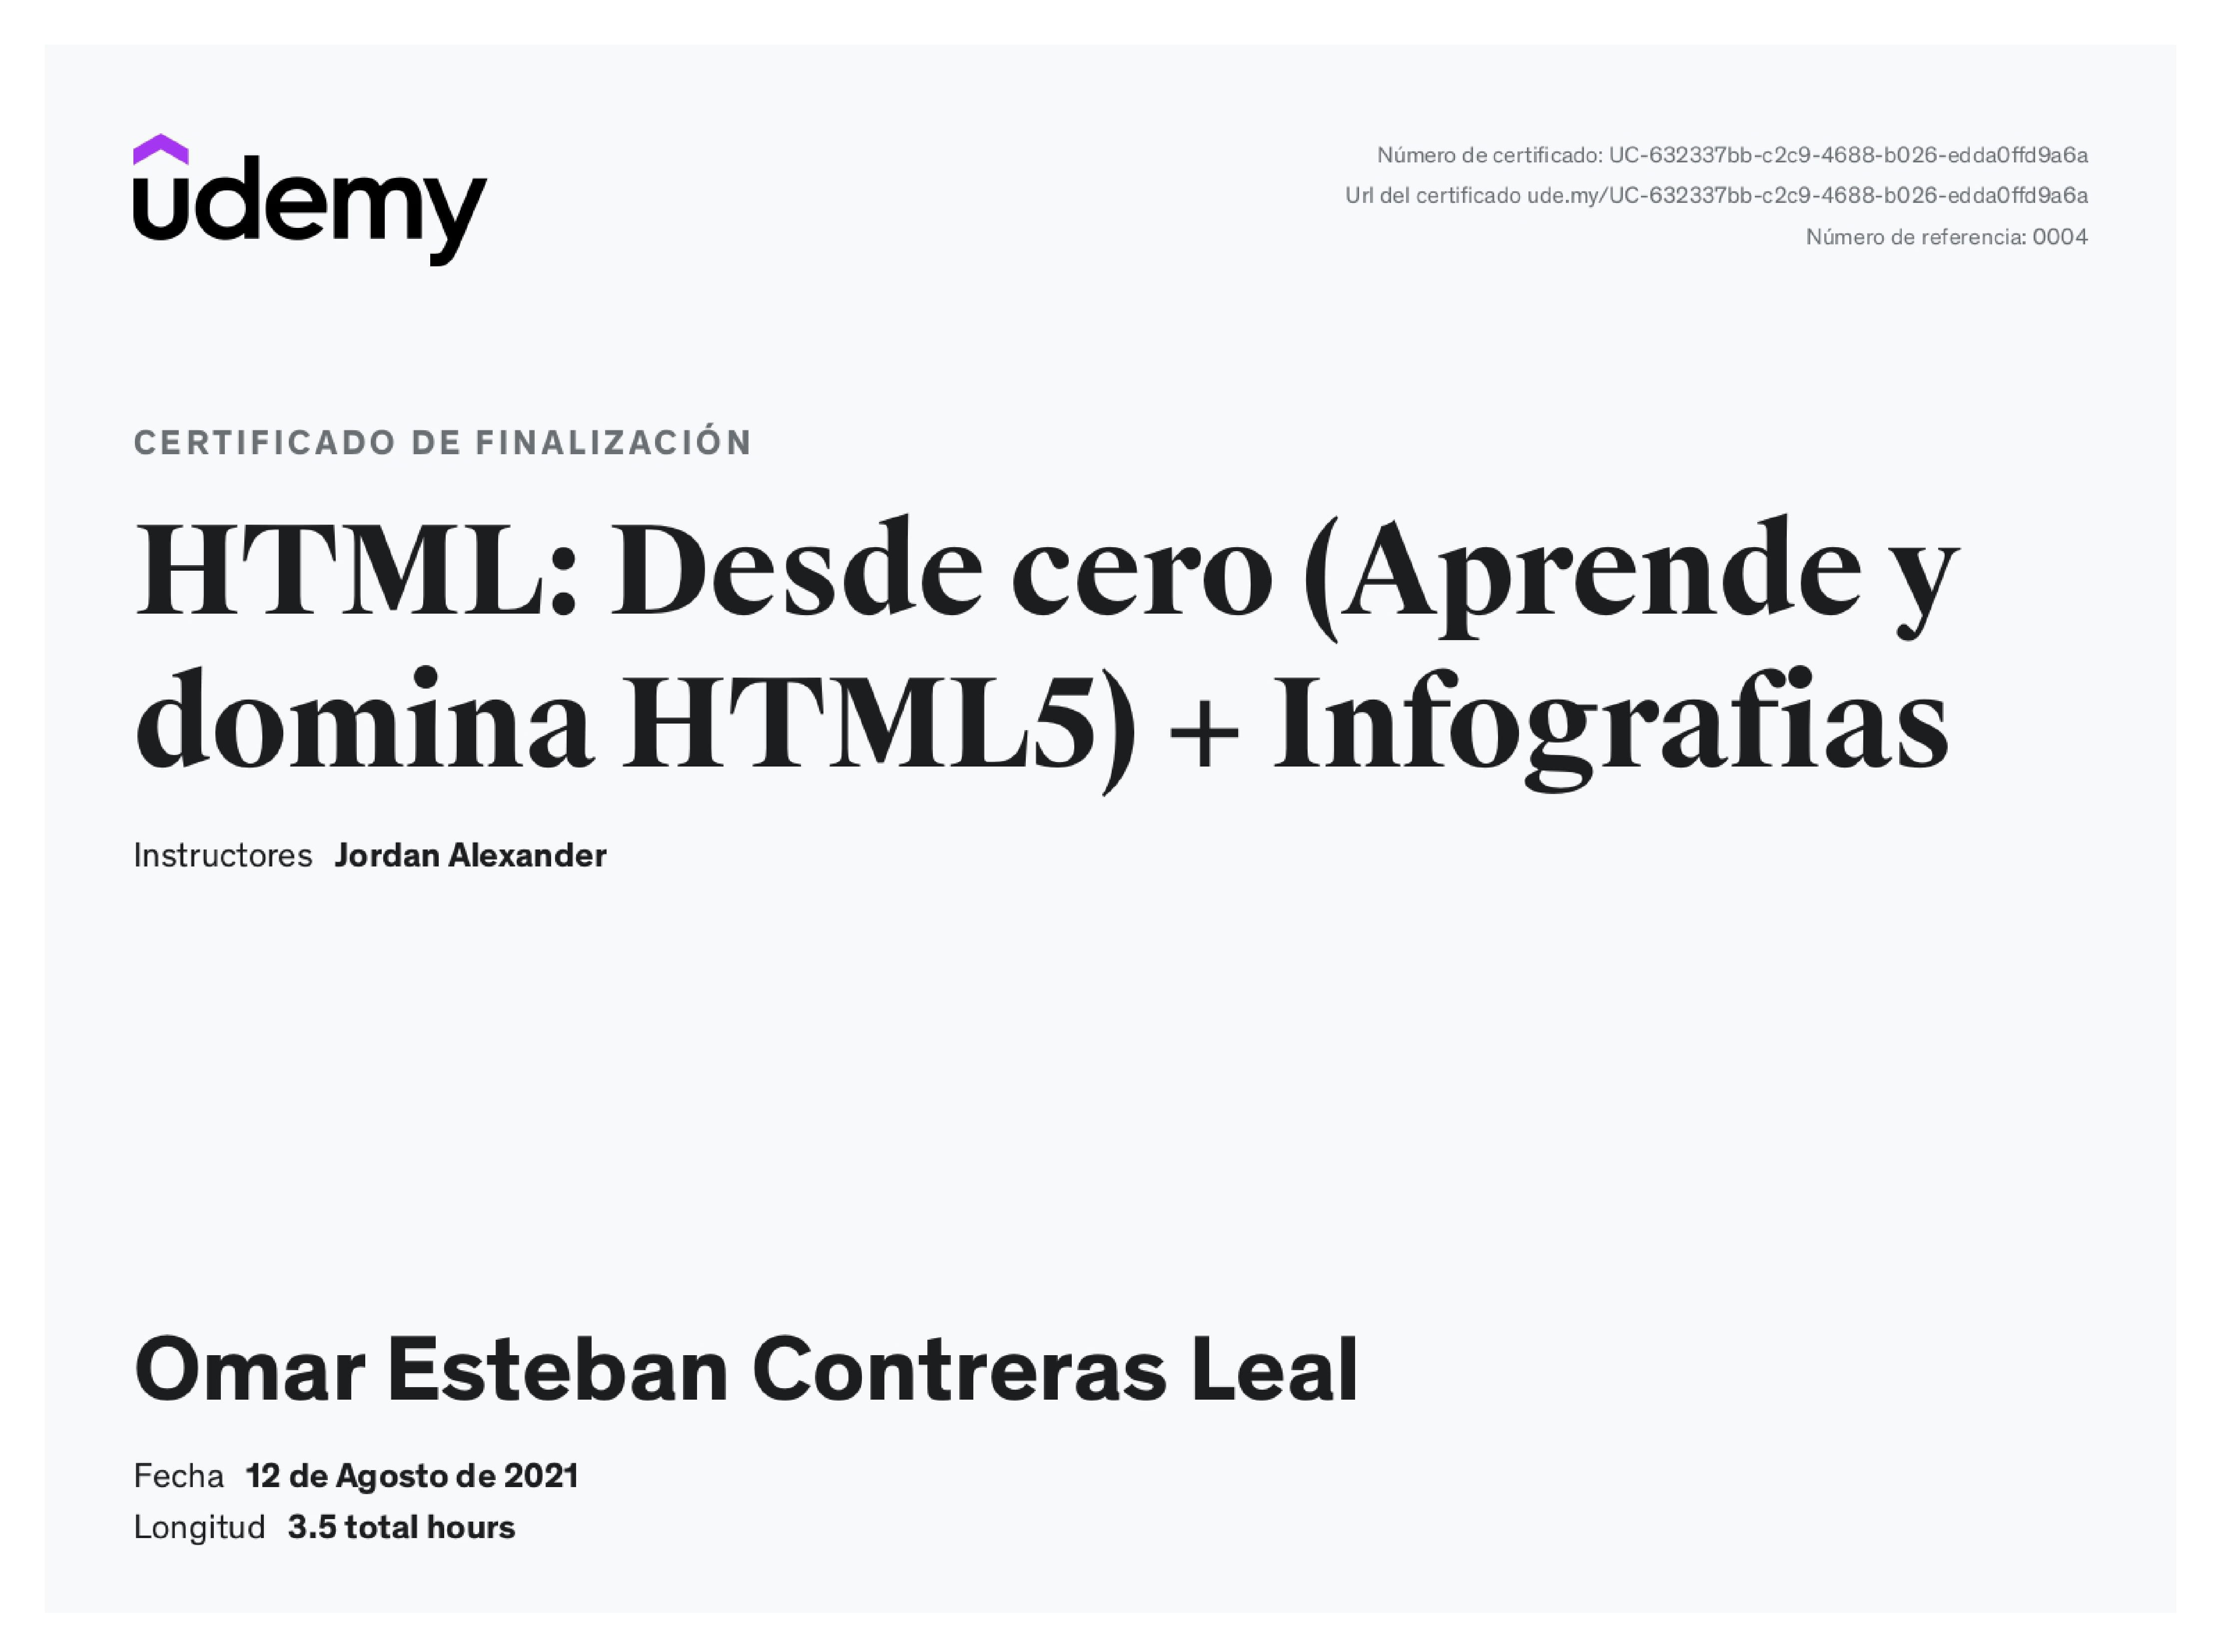 udemy
Número de certificado: UC-632337bb-c2c9-4688-b026-edda0ffd9a6a
Url del certificado ude.my/UC-632337bb-c2c9-4688-b026-edda0ffd9a6a
Número de referencia: 0004
CERTIFICADO DE FINALIZACIÓN
HTML: Desde cero (Aprende y
domina HTML5) + Infografias
Instructores Jordan Alexander
Omar Esteban Contreras Leal
Fecha 12 de Agosto de 2021
Longitud 3.5 total hours